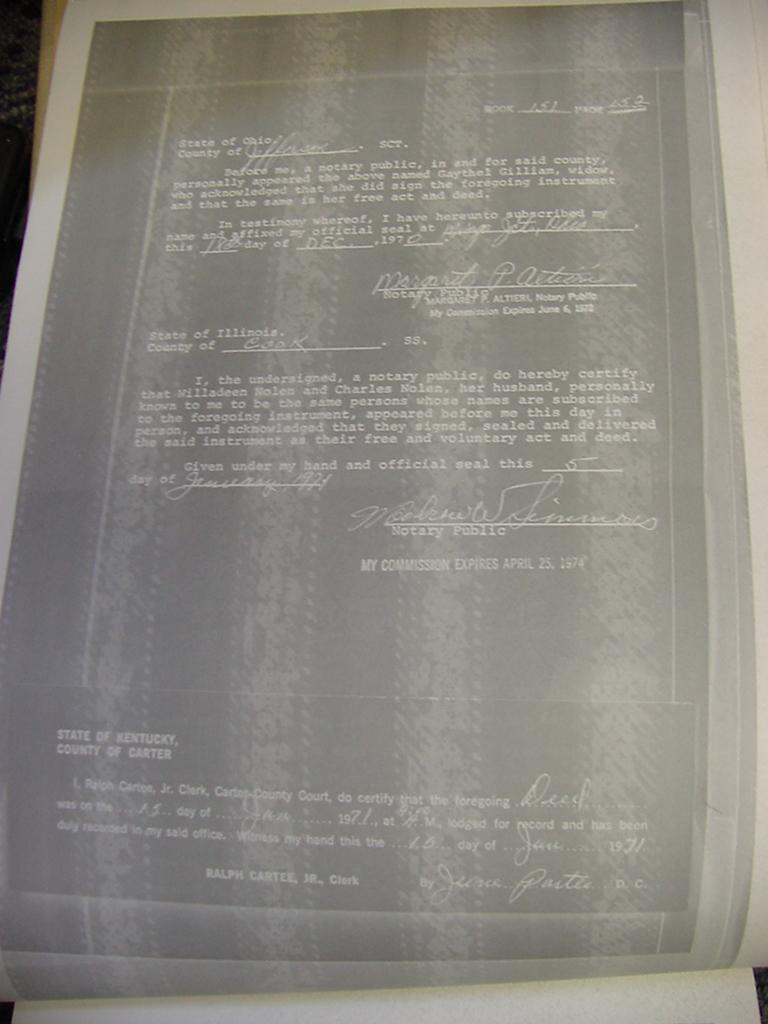 BOOK 151 PAGE 152
State of Ohio
County of Jefferson. SCT.
Before me, a notary public, in and for said county,
personally appeared the above named Gaythel Gilliam, widow,
who acknowledged that she did sign the foregoing instrument
and that the same is her free act and deed.
In testimony whereof, I have hereunto subscribed my
name and affixed my official seal at Mingo Jct., Ohio.
this 18th day of DEC., 1970.
Margaret P. Altieri
Notary Public
MARGARET P. ALTIERI, Notary Public
My Commission Expires June 6, 1972
State of Illinois.
County of COOK. SS.
I, the undersigned, a notary public, do hereby certify
that Willadeen Nolen and Charles Nolen, her husband, personally
known to me to be the same persons whose names are subscribed
to the foregoing instrument, appeared before me this day in
person, and acknowledged that they signed, sealed and delivered
the said instrument as their free and voluntary act and deed.
Given under my hand and official seal this 5
day of January 1971
W. Simmons
Notary Public
MY COMMISSION EXPIRES APRIL 25, 1974
STATE OF KENTUCKY,
COUNTY OF CARTER
I, Ralph Cartee, Jr. Clerk, Carter County Court, do certify that the foregoing Deed
was on the 15 day of Jan 1971, at M., lodged for record and has been
duly recorded in my said office. Witness my hand this the 15 day of Jan 1971
RALPH CARTEE, JR., Clerk By June D. C.